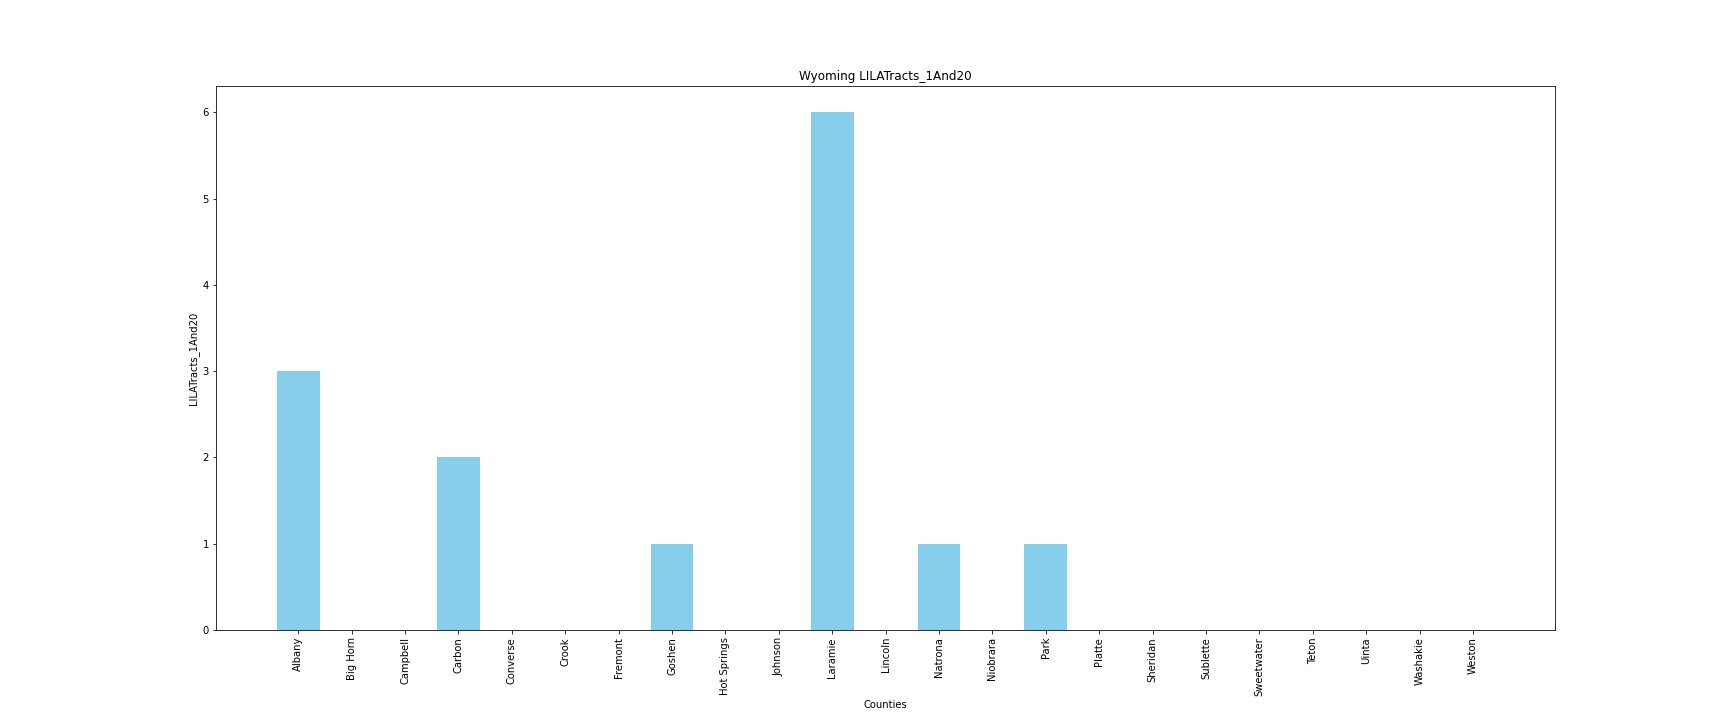 Wyoming LILATracts_1And20
LILATracts_1And20
6
5
4
3
2
1
0
Albany
Big Horn
Campbell
Carbon
Converse
Crook
Fremont
Goshen
Hot Springs
Johnson
Laramie
Lincoln
Natrona
Niobrara
Park
Platte
Sheridan
Sublette
Sweetwater
Teton
Uinta
Washakie
Weston
Counties